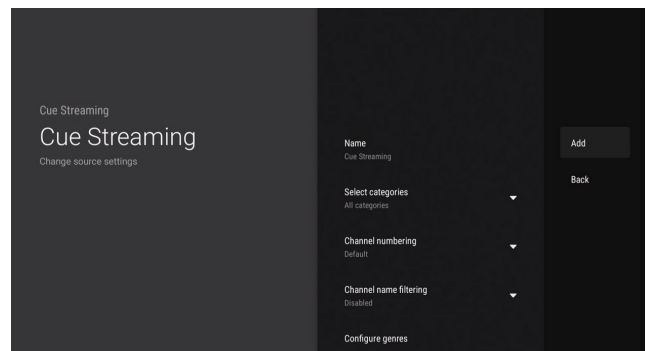 Cue Streaming
Cue Streaming
Change source settings
Name
Cue Streaming
Select categories
All categories
Channel numbering
Default
Channel name filtering
Disabled
Configure genres
Add
Back